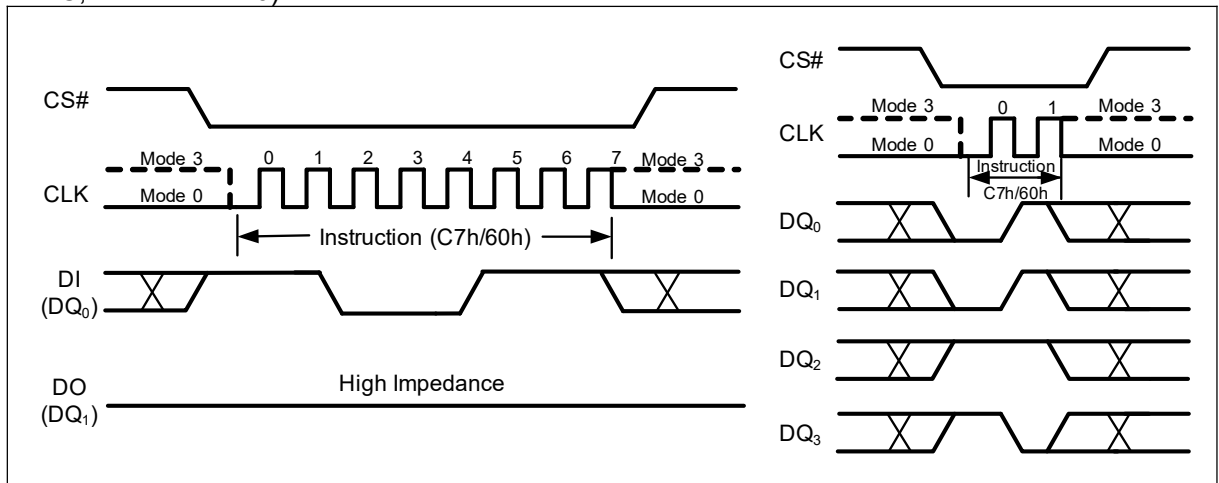 CS#
Mode 3 0 1 2 3 4 5 6 7 Mode 3
CLK
Mode 0 Mode 0
Instruction (C7h/60h)
DI
(DQ0)
High Impedance
DO
(DQ1)
CS#
Mode 3 0 1 Mode 3
CLK
Mode 0 Mode 0
Instruction
C7h/60h
DQ0
DQ1
DQ2
DQ3